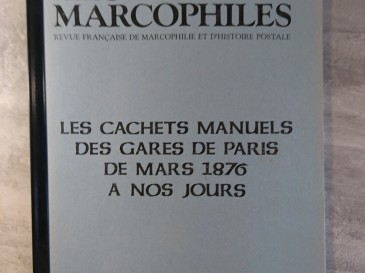 MARCOPHILES
REVUE FRANÇAISE DE MARCOPHILIE ET D'HISTOIRE POSTALE
LES CACHETS MANUELS
DES GARES DE PARIS
DE MARS 1876
A NOS JOURS